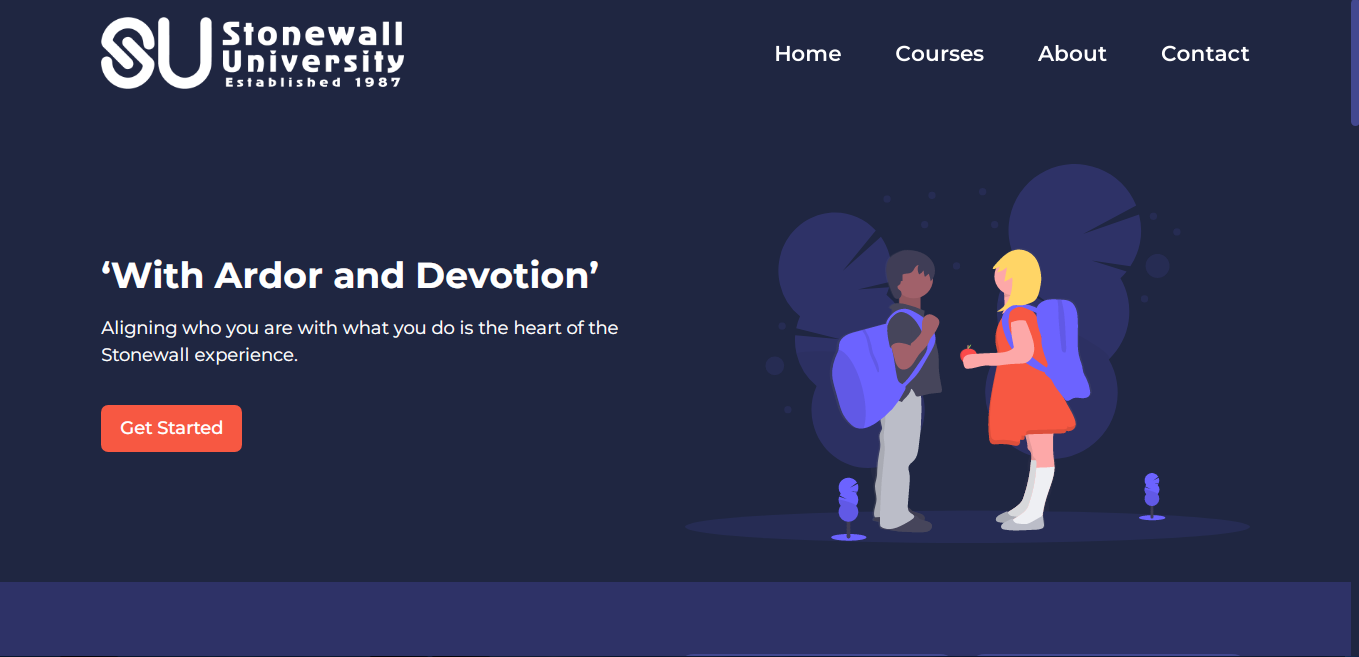 SU
Stonewall
University
Established 1987
Home Courses About Contact
‘With Ardor and Devotion’
Aligning who you are with what you do is the heart of the
Stonewall experience.
Get Started